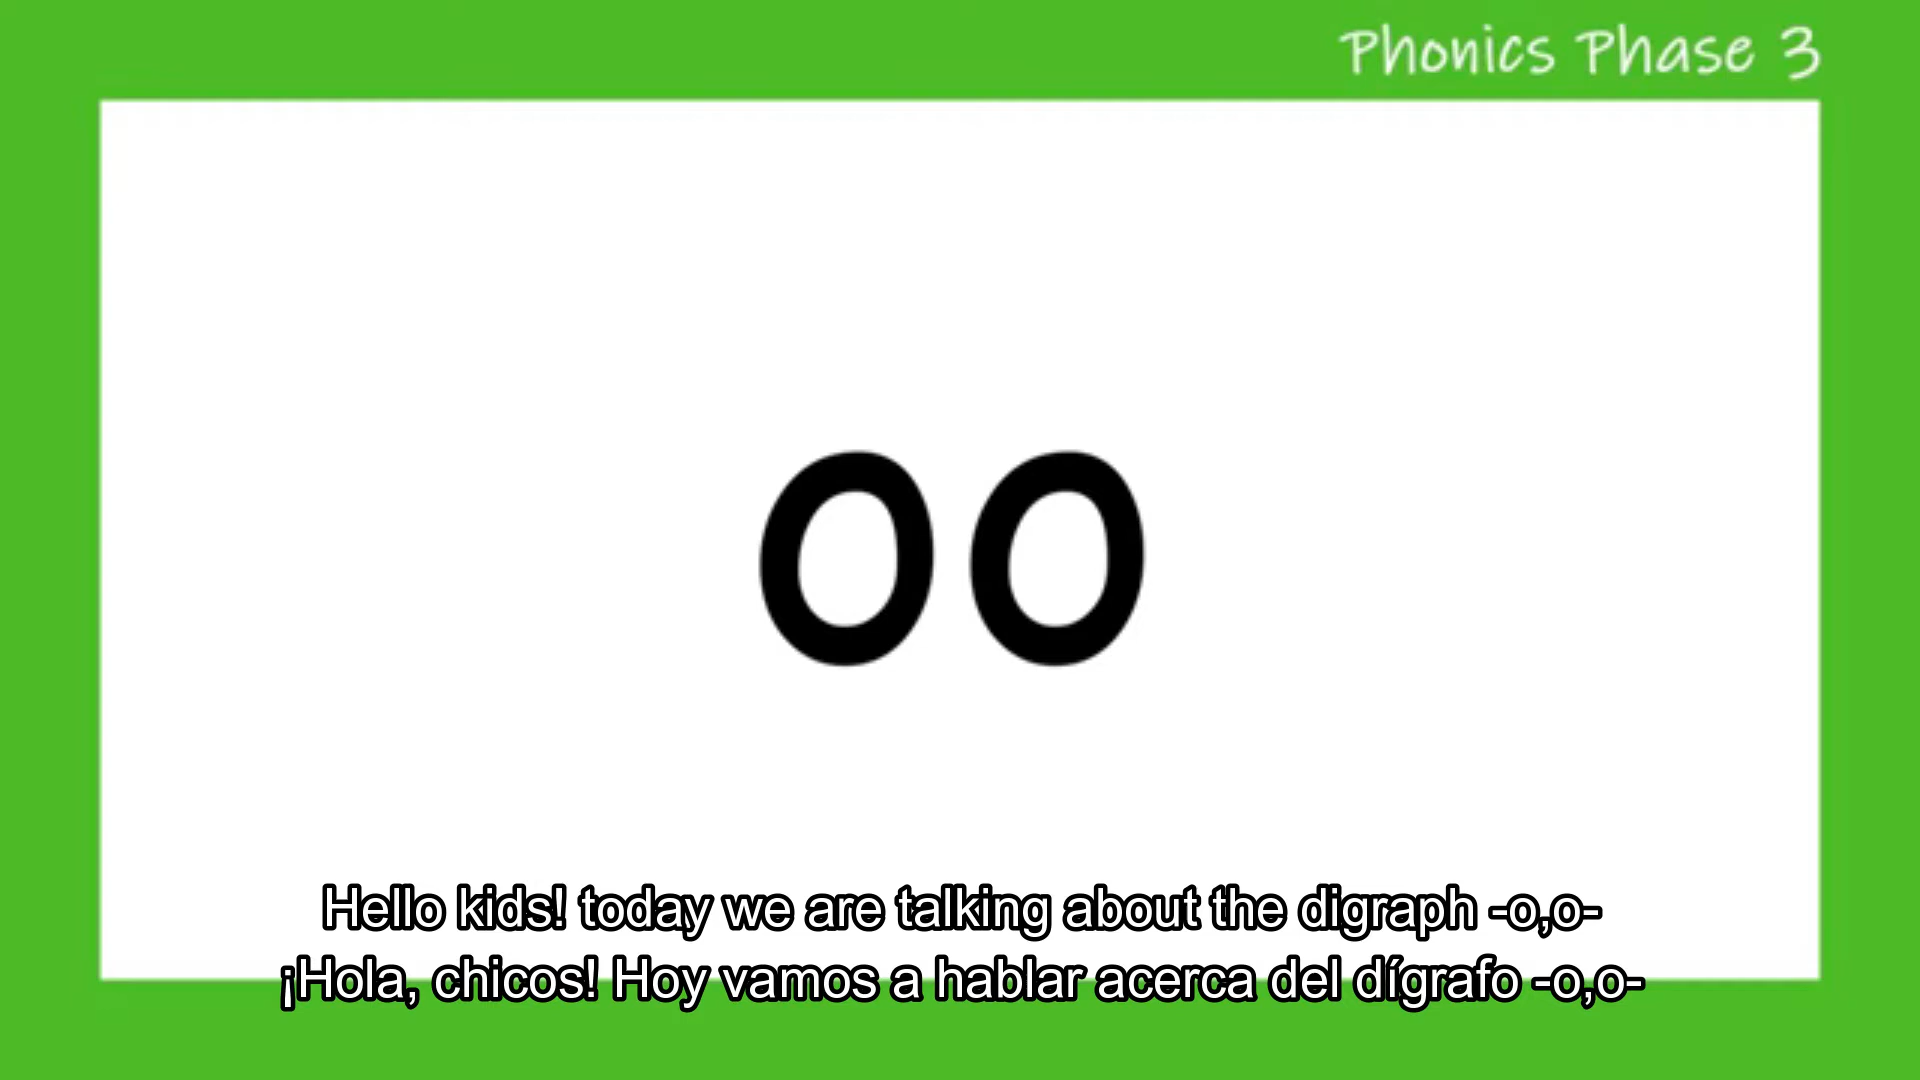 Phonics Phase 3
oo
Hello kids! today we are talking about the digraph -o,o-
¡Hola, chicos! Hoy vamos a hablar acerca del dígrafo -o,o-